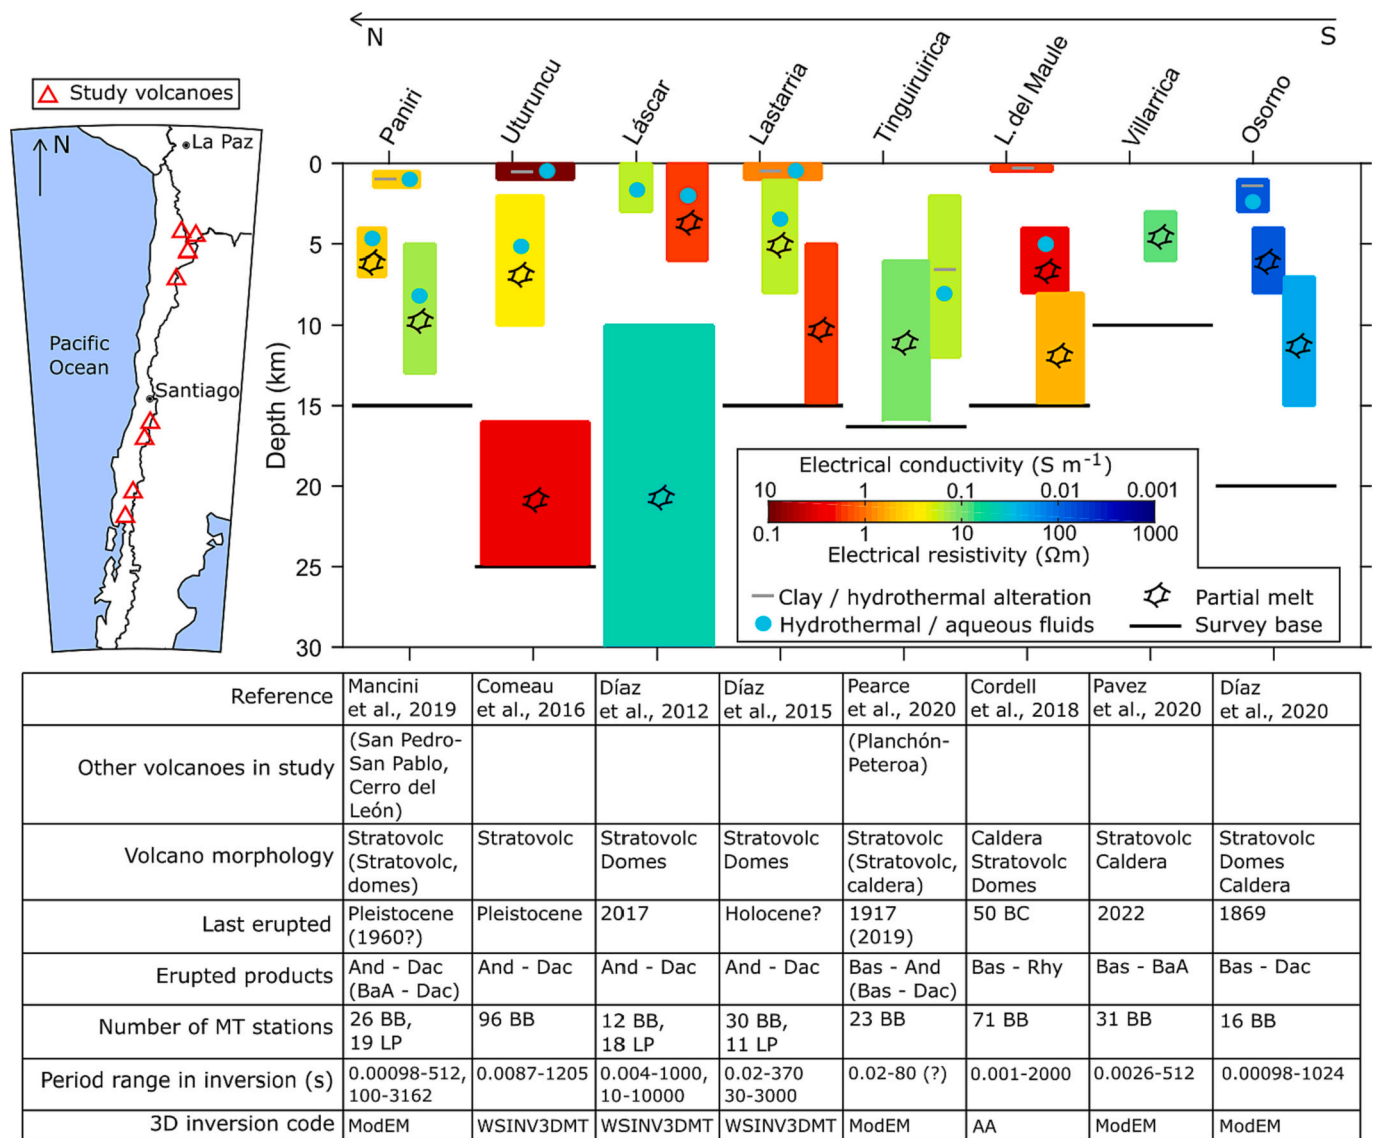 N
S
Study volcanoes
Paniri
Uturuncu
Láscar
Lastarria
Tinguiruirica
L. del Maule
Villarrica
Osorno
N
La Paz
Pacific
Ocean
Santiago
Depth (km)
0
5
10
15
20
25
30
Electrical conductivity (S m-1)
10 1 0.1 0.01 0.001
0.1 1 10 100 1000
Electrical resistivity (Ωm)
Clay / hydrothermal alteration
Partial melt
Hydrothermal / aqueous fluids
Survey base
Reference
Mancini
et al., 2019
Comeau
et al., 2016
Díaz
et al., 2012
Díaz
et al., 2015
Pearce
et al., 2020
Cordell
et al., 2018
Pavez
et al., 2020
Díaz
et al., 2020
Other volcanoes in study
(San Pedro-
San Pablo,
Cerro del
León)
(Planchón-
Peteroa)
Volcano morphology
Stratovolc
(Stratovolc,
domes)
Stratovolc
Stratovolc
Domes
Stratovolc
Domes
Stratovolc
(Stratovolc,
caldera)
Caldera
Stratovolc
Domes
Stratovolc
Caldera
Stratovolc
Domes
Caldera
Last erupted
Pleistocene
(1960?)
Pleistocene
2017
Holocene?
1917
(2019)
50 BC
2022
1869
Erupted products
And - Dac
(BaA - Dac)
And - Dac
And - Dac
And - Dac
Bas - And
(Bas - Dac)
Bas - Rhy
Bas - BaA
Bas - Dac
Number of MT stations
26 BB,
19 LP
96 BB
12 BB,
18 LP
30 BB,
11 LP
23 BB
71 BB
31 BB
16 BB
Period range in inversion (s)
0.00098-512,
100-3162
0.0087-1205
0.004-1000,
10-10000
0.02-370
30-3000
0.02-80 (?)
0.001-2000
0.0026-512
0.00098-1024
3D inversion code
ModEM
WSINV3DMT
WSINV3DMT
WSINV3DMT
ModEM
AA
ModEM
ModEM